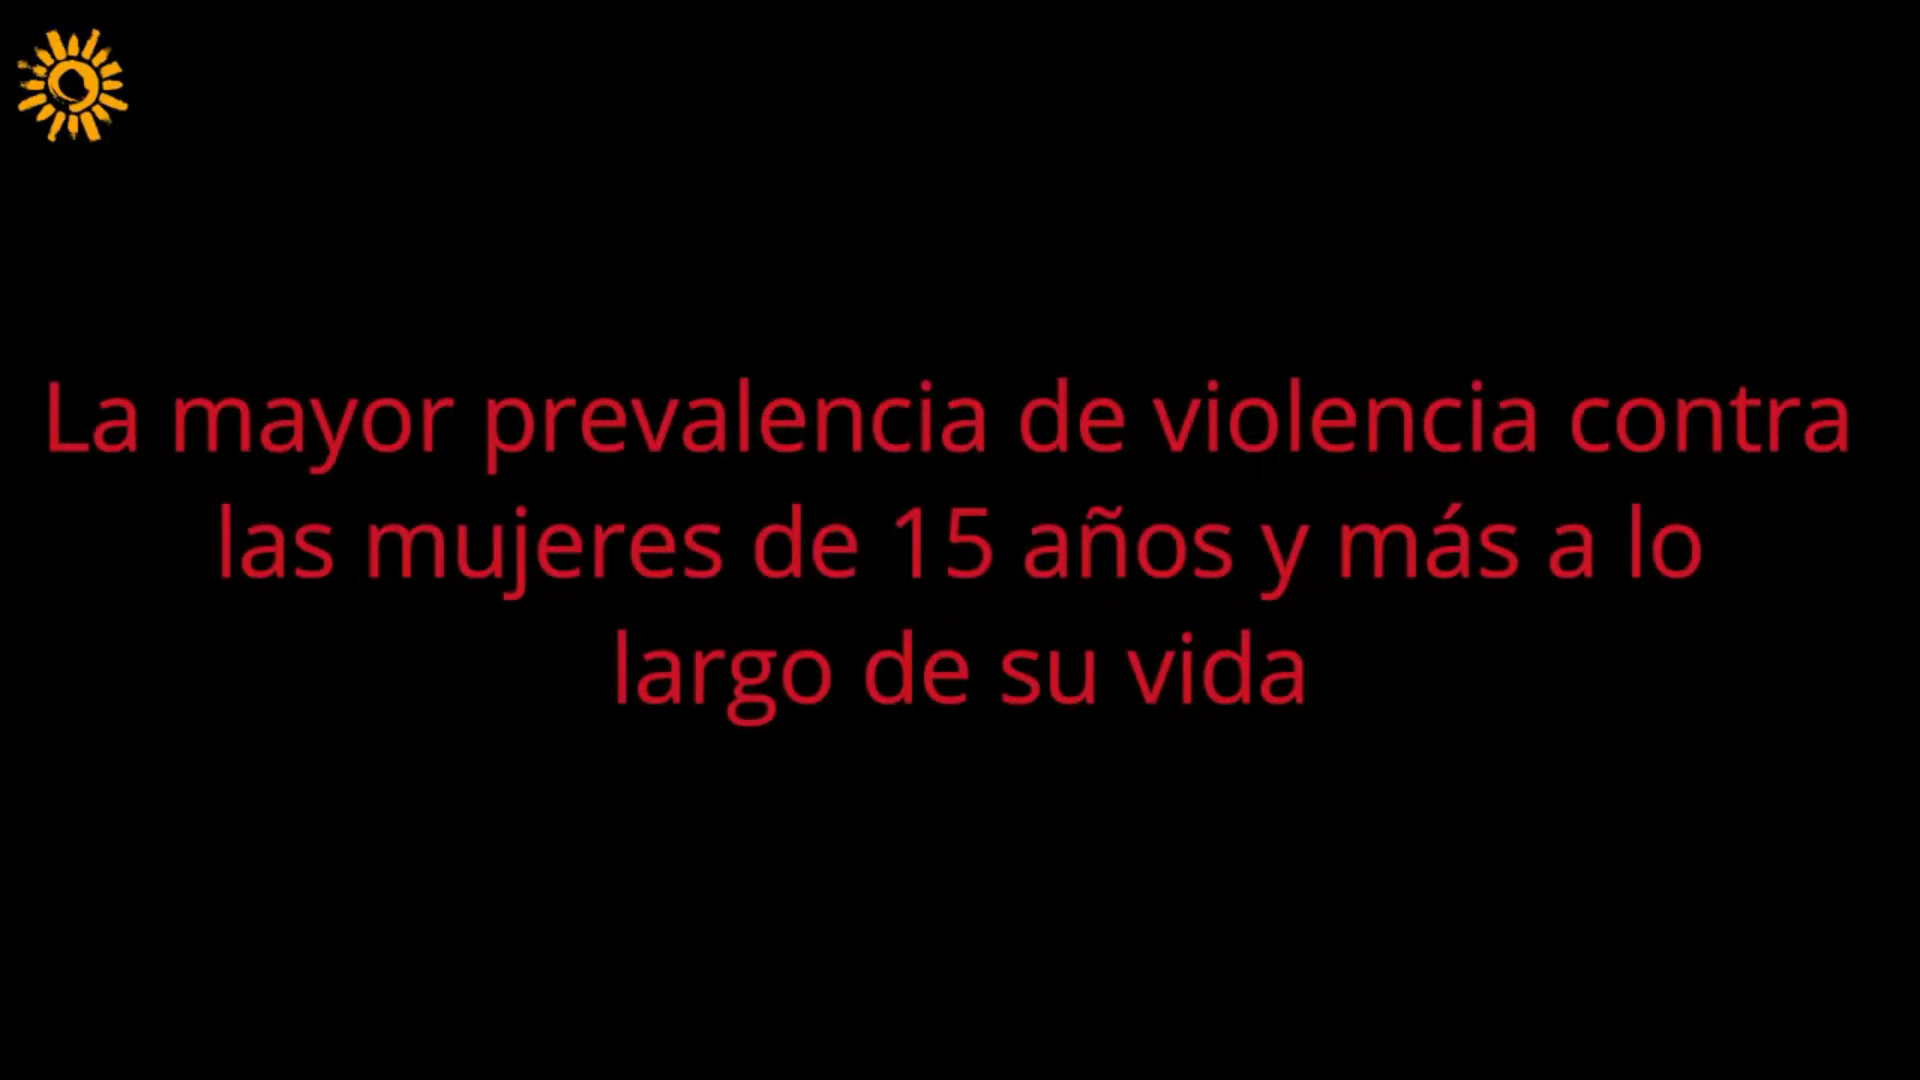 La mayor prevalencia de violencia contra
las mujeres de 15 años y más a lo
largo de su vida